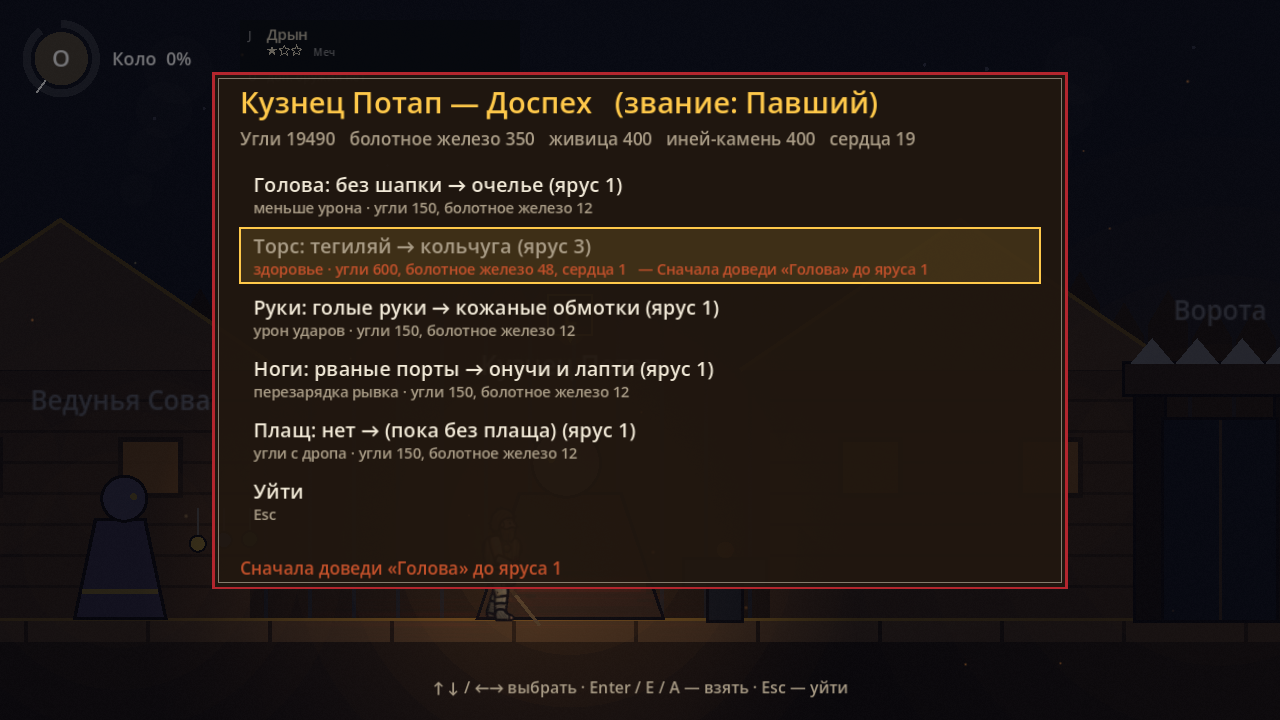 О
Коло 0%
J Дрын
★☆☆ Меч
Кузнец Потап — Доспех (звание: Павший)
Угли 19490 болотное железо 350 живица 400 иней-камень 400 сердца 19
Голова: без шапки → очелье (ярус 1)
меньше урона · угли 150, болотное железо 12
Торс: тегиляй → кольчуга (ярус 3)
здоровье · угли 600, болотное железо 48, сердца 1 — Сначала доведи «Голова» до яруса 1
Руки: голые руки → кожаные обмотки (ярус 1)
урон ударов · угли 150, болотное железо 12
Ноги: рваные порты → онучи и лапти (ярус 1)
перезарядка рывка · угли 150, болотное железо 12
Плащ: нет → (пока без плаща) (ярус 1)
угли с дропа · угли 150, болотное железо 12
Уйти
Esc
Сначала доведи «Голова» до яруса 1
Ведунья Сова
Ворота
↑↓ / ←→ выбрать · Enter / E / A — взять · Esc — уйти